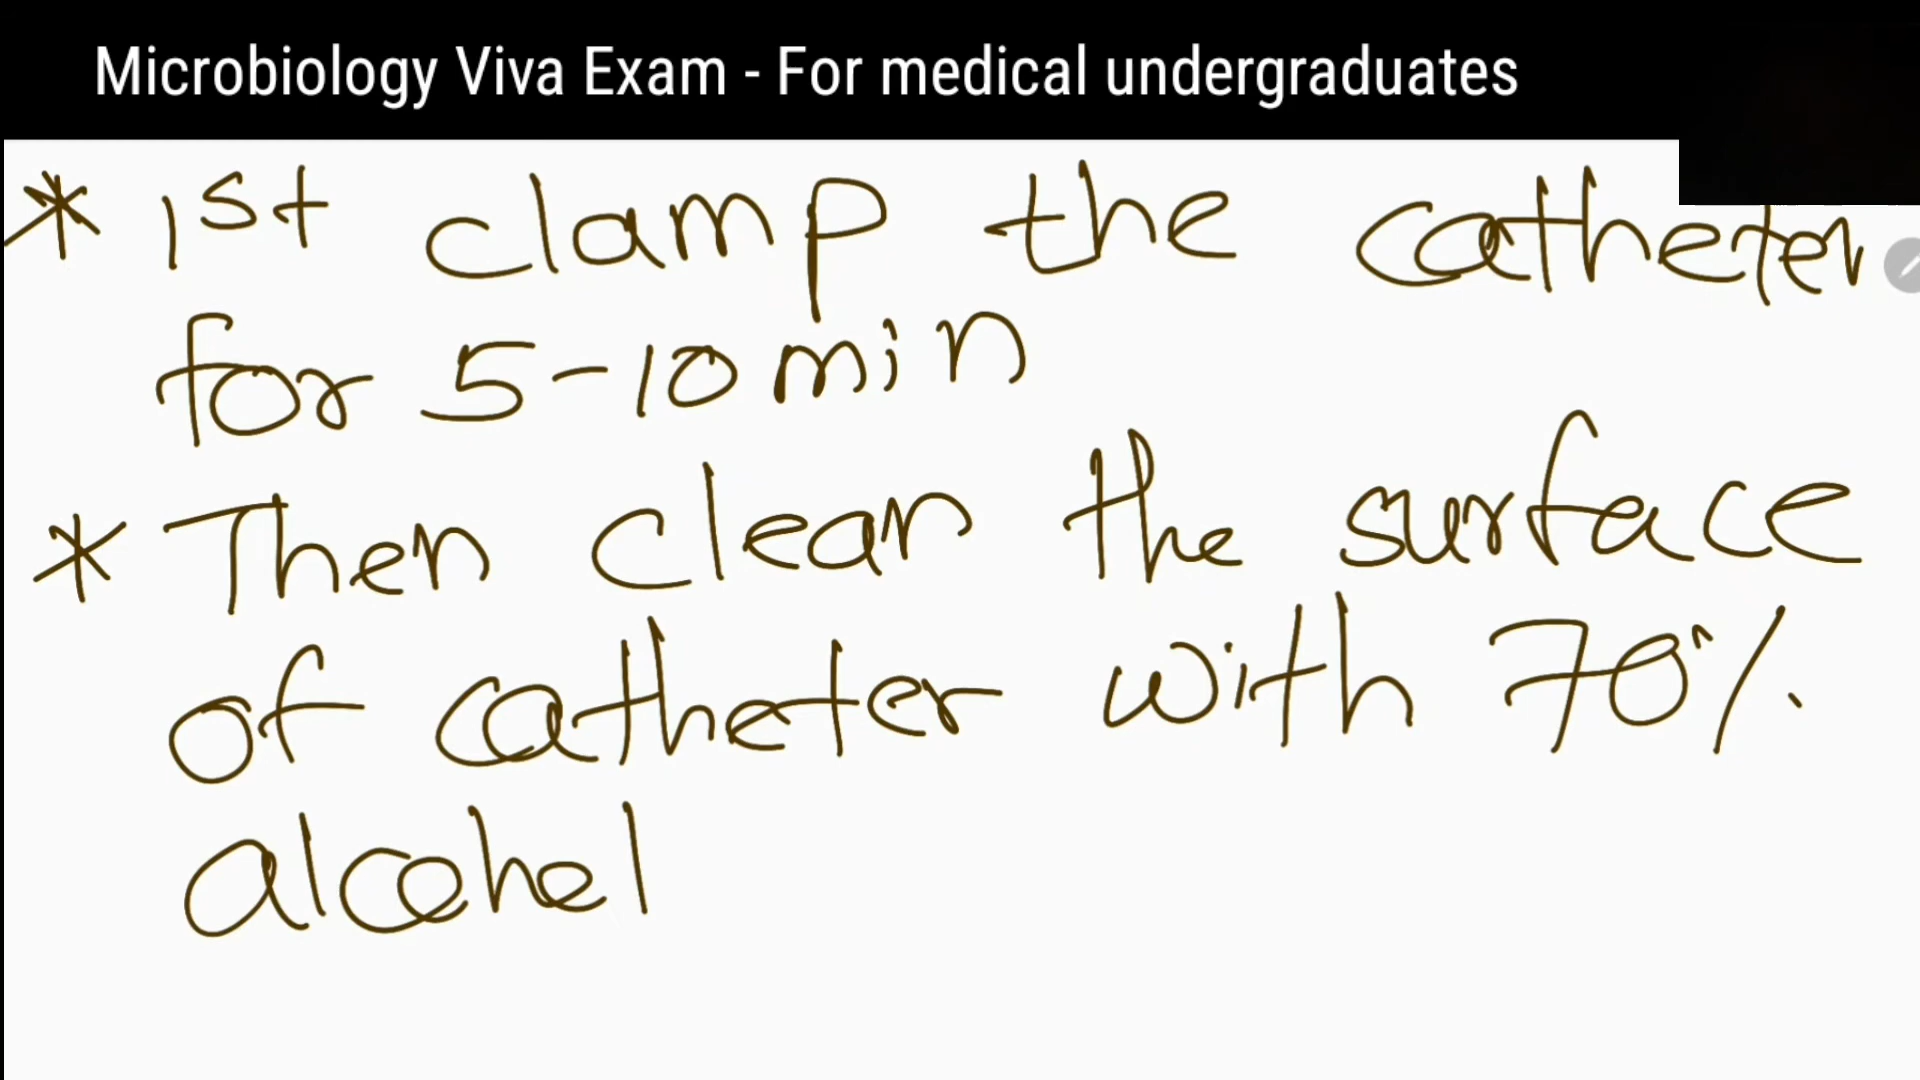 Microbiology Viva Exam - For medical undergraduates
* 1st clamp the catheter
for 5-10 min
* Then clean the surface
of catheter with 70%
alcohol